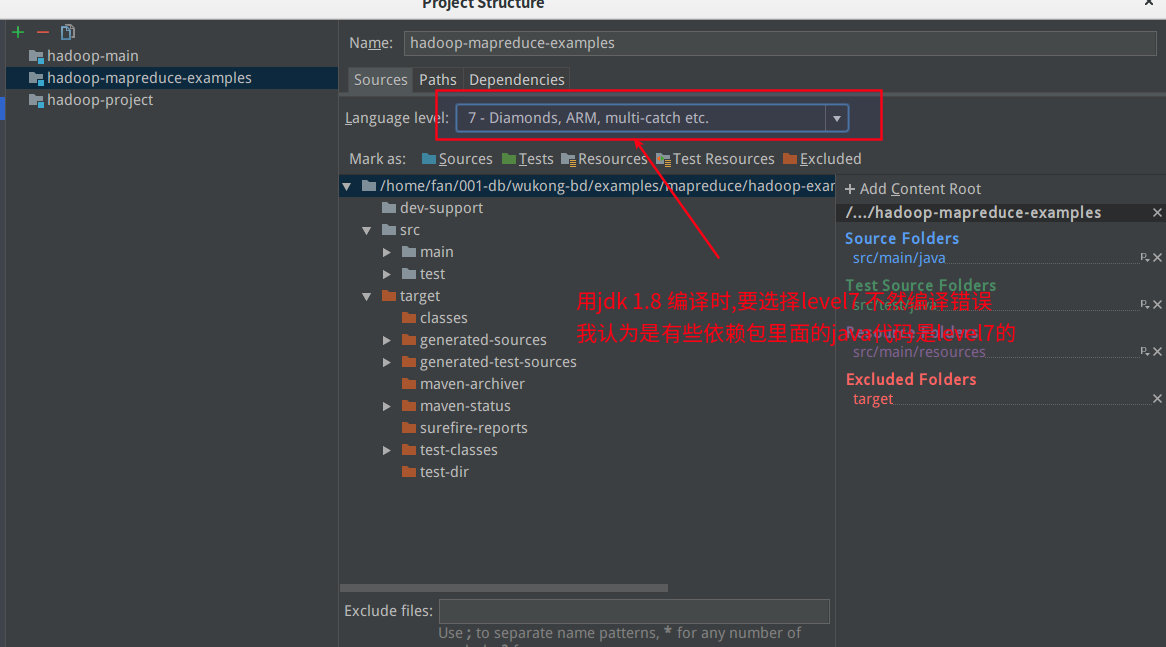 Project Structure
×
hadoop-main
hadoop-mapreduce-examples
hadoop-project
Name: hadoop-mapreduce-examples
Sources Paths Dependencies
Language level: 7 - Diamonds, ARM, multi-catch etc.
Mark as: Sources Tests Resources Test Resources Excluded
/home/fan/001-db/wukong-bd/examples/mapreduce/hadoop-exar
dev-support
src
main
test
target
classes
generated-sources
generated-test-sources
maven-archiver
maven-status
surefire-reports
test-classes
test-dir
+ Add Content Root
/.../hadoop-mapreduce-examples
Source Folders
src/main/java
Test Source Folders
src/test/java
Resource Folders
src/main/resources
Excluded Folders
target
用jdk 1.8 编译时,要选择level7,不然编译错误
我认为是有些依赖包里面的java代码是level7的
Exclude files:
Use ; to separate name patterns, * for any number of